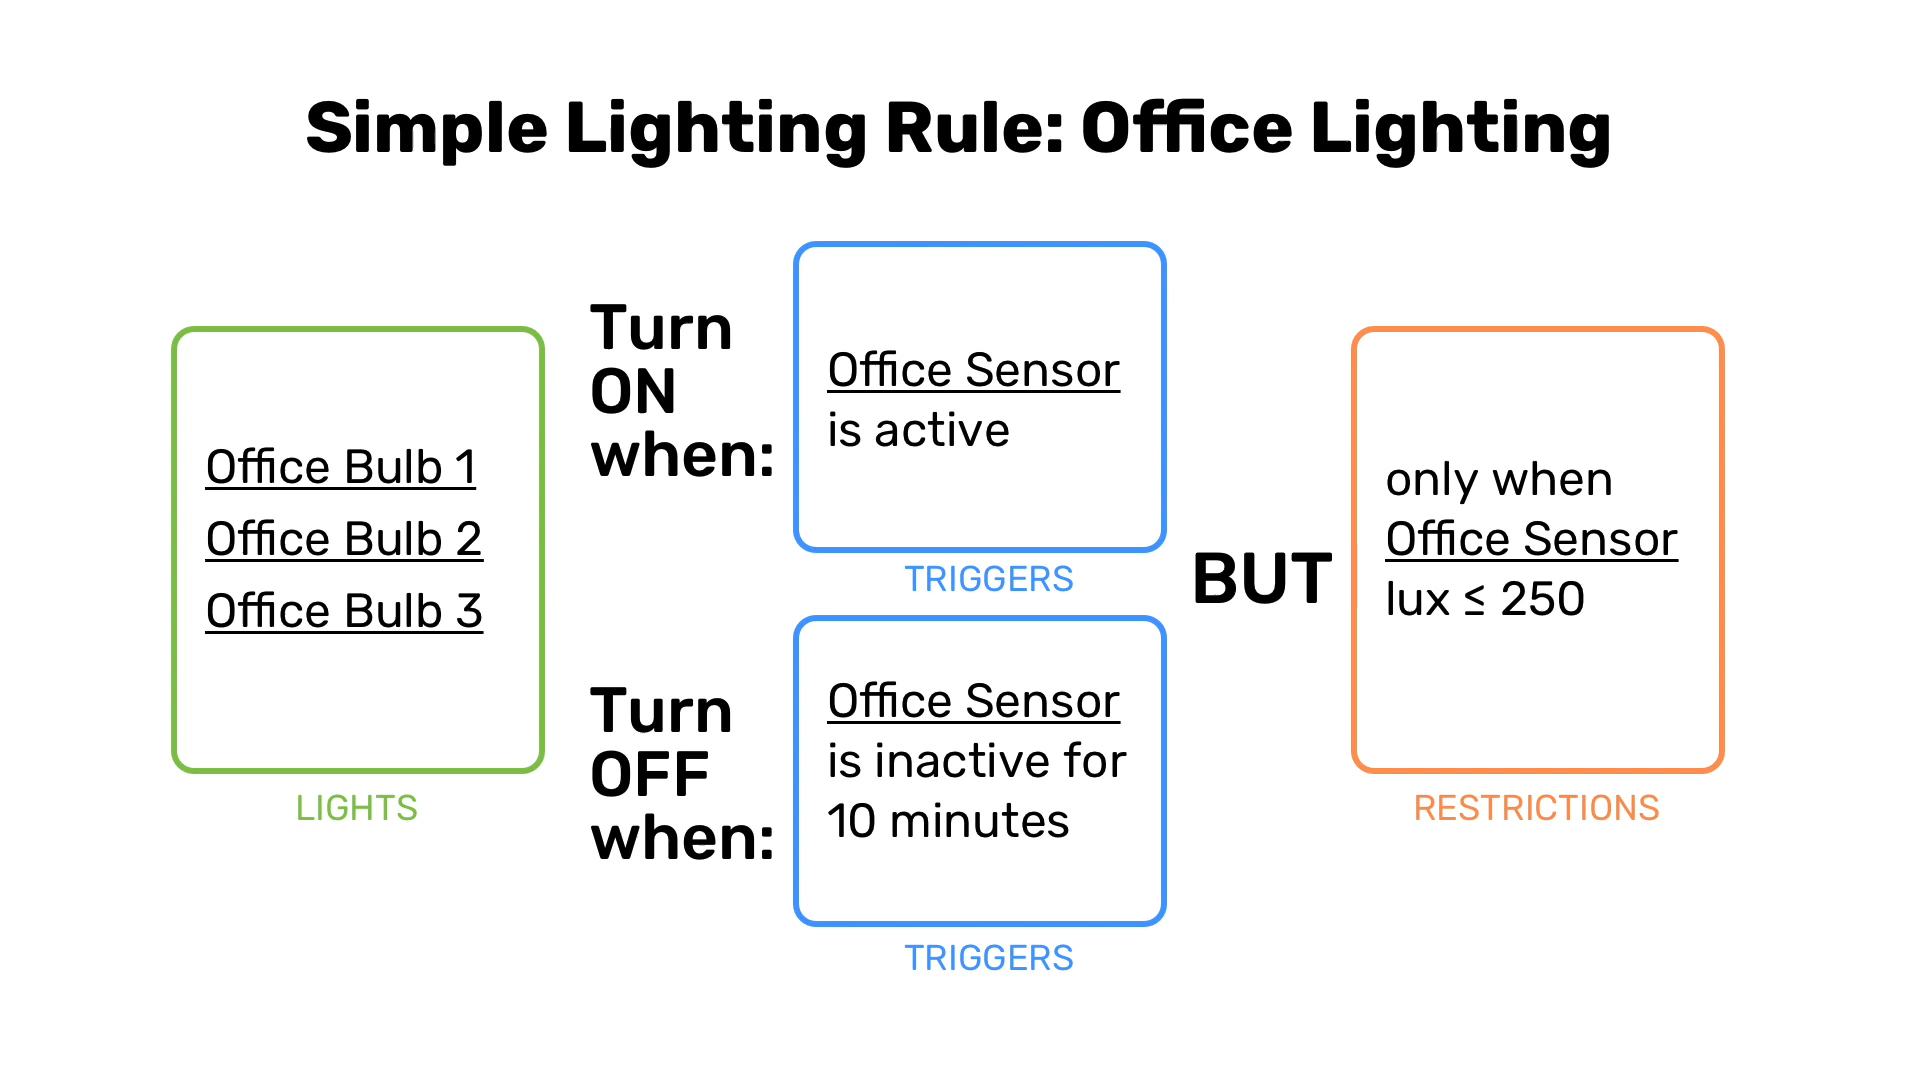 Simple Lighting Rule: Office Lighting
Office Bulb 1
Office Bulb 2
Office Bulb 3
LIGHTS
Turn
ON
when:
Office Sensor
is active
TRIGGERS
Turn
OFF
when:
Office Sensor
is inactive for
10 minutes
TRIGGERS
BUT
only when
Office Sensor
lux ≤ 250
RESTRICTIONS